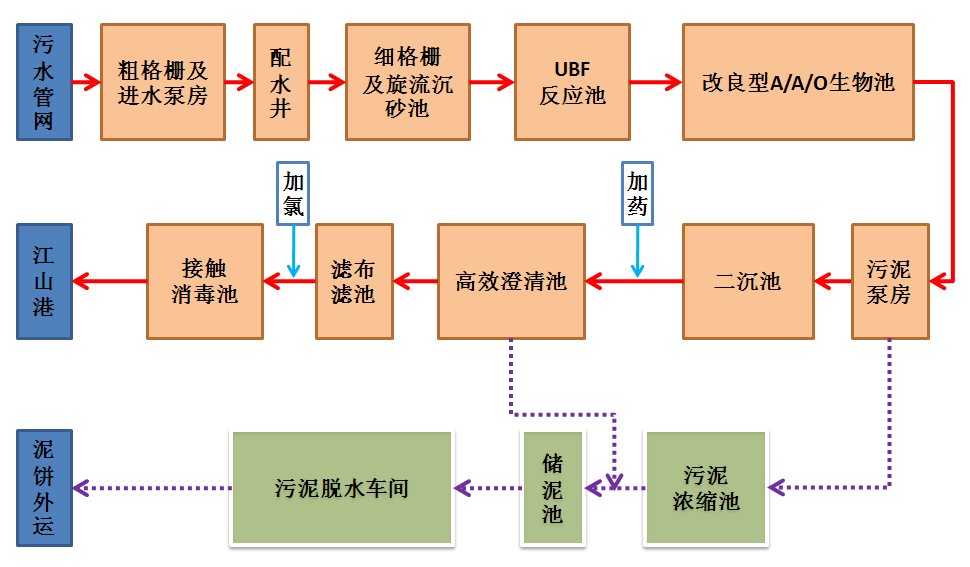 污水管网
粗格栅及
进水泵房
配水井
细格栅
及旋流沉
砂池
UBF
反应池
改良型A/A/O生物池
加氯
加药
江山港
接触
消毒池
滤布
滤池
高效澄清池
二沉池
污泥
泵房
泥饼外运
污泥脱水车间
储泥池
污泥
浓缩池